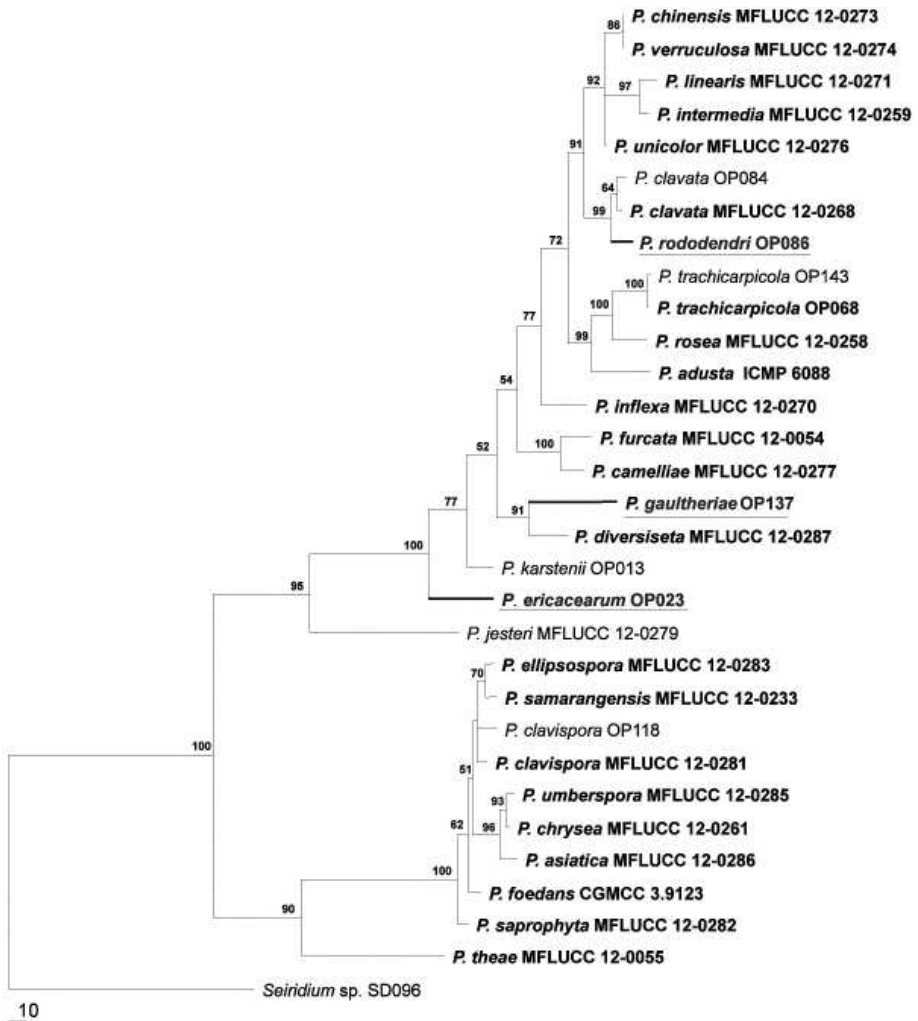 86
P. chinensis MFLUCC 12-0273
P. verruculosa MFLUCC 12-0274
92
97
P. linearis MFLUCC 12-0271
P. intermedia MFLUCC 12-0259
P. unicolor MFLUCC 12-0276
91
P. clavata OP084
64
P. clavata MFLUCC 12-0268
99
P. rododendri OP086
72
P. trachicarpicola OP143
100
P. trachicarpicola OP068
100
P. rosea MFLUCC 12-0258
99
P. adusta ICMP 6088
77
P. inflexa MFLUCC 12-0270
54
P. furcata MFLUCC 12-0054
100
P. camelliae MFLUCC 12-0277
52
P. gaultheriae OP137
91
P. diversiseta MFLUCC 12-0287
77
P. karstenii OP013
100
P. ericacearum OP023
95
P. jesteri MFLUCC 12-0279
P. ellipsospora MFLUCC 12-0283
70
P. samarangensis MFLUCC 12-0233
P. clavispora OP118
100
P. clavispora MFLUCC 12-0281
51
P. umberspora MFLUCC 12-0285
93
P. chrysea MFLUCC 12-0261
62
96
P. asiatica MFLUCC 12-0286
100
P. foedans CGMCC 3.9123
90
P. saprophyta MFLUCC 12-0282
P. theae MFLUCC 12-0055
Seiridium sp. SD096
10